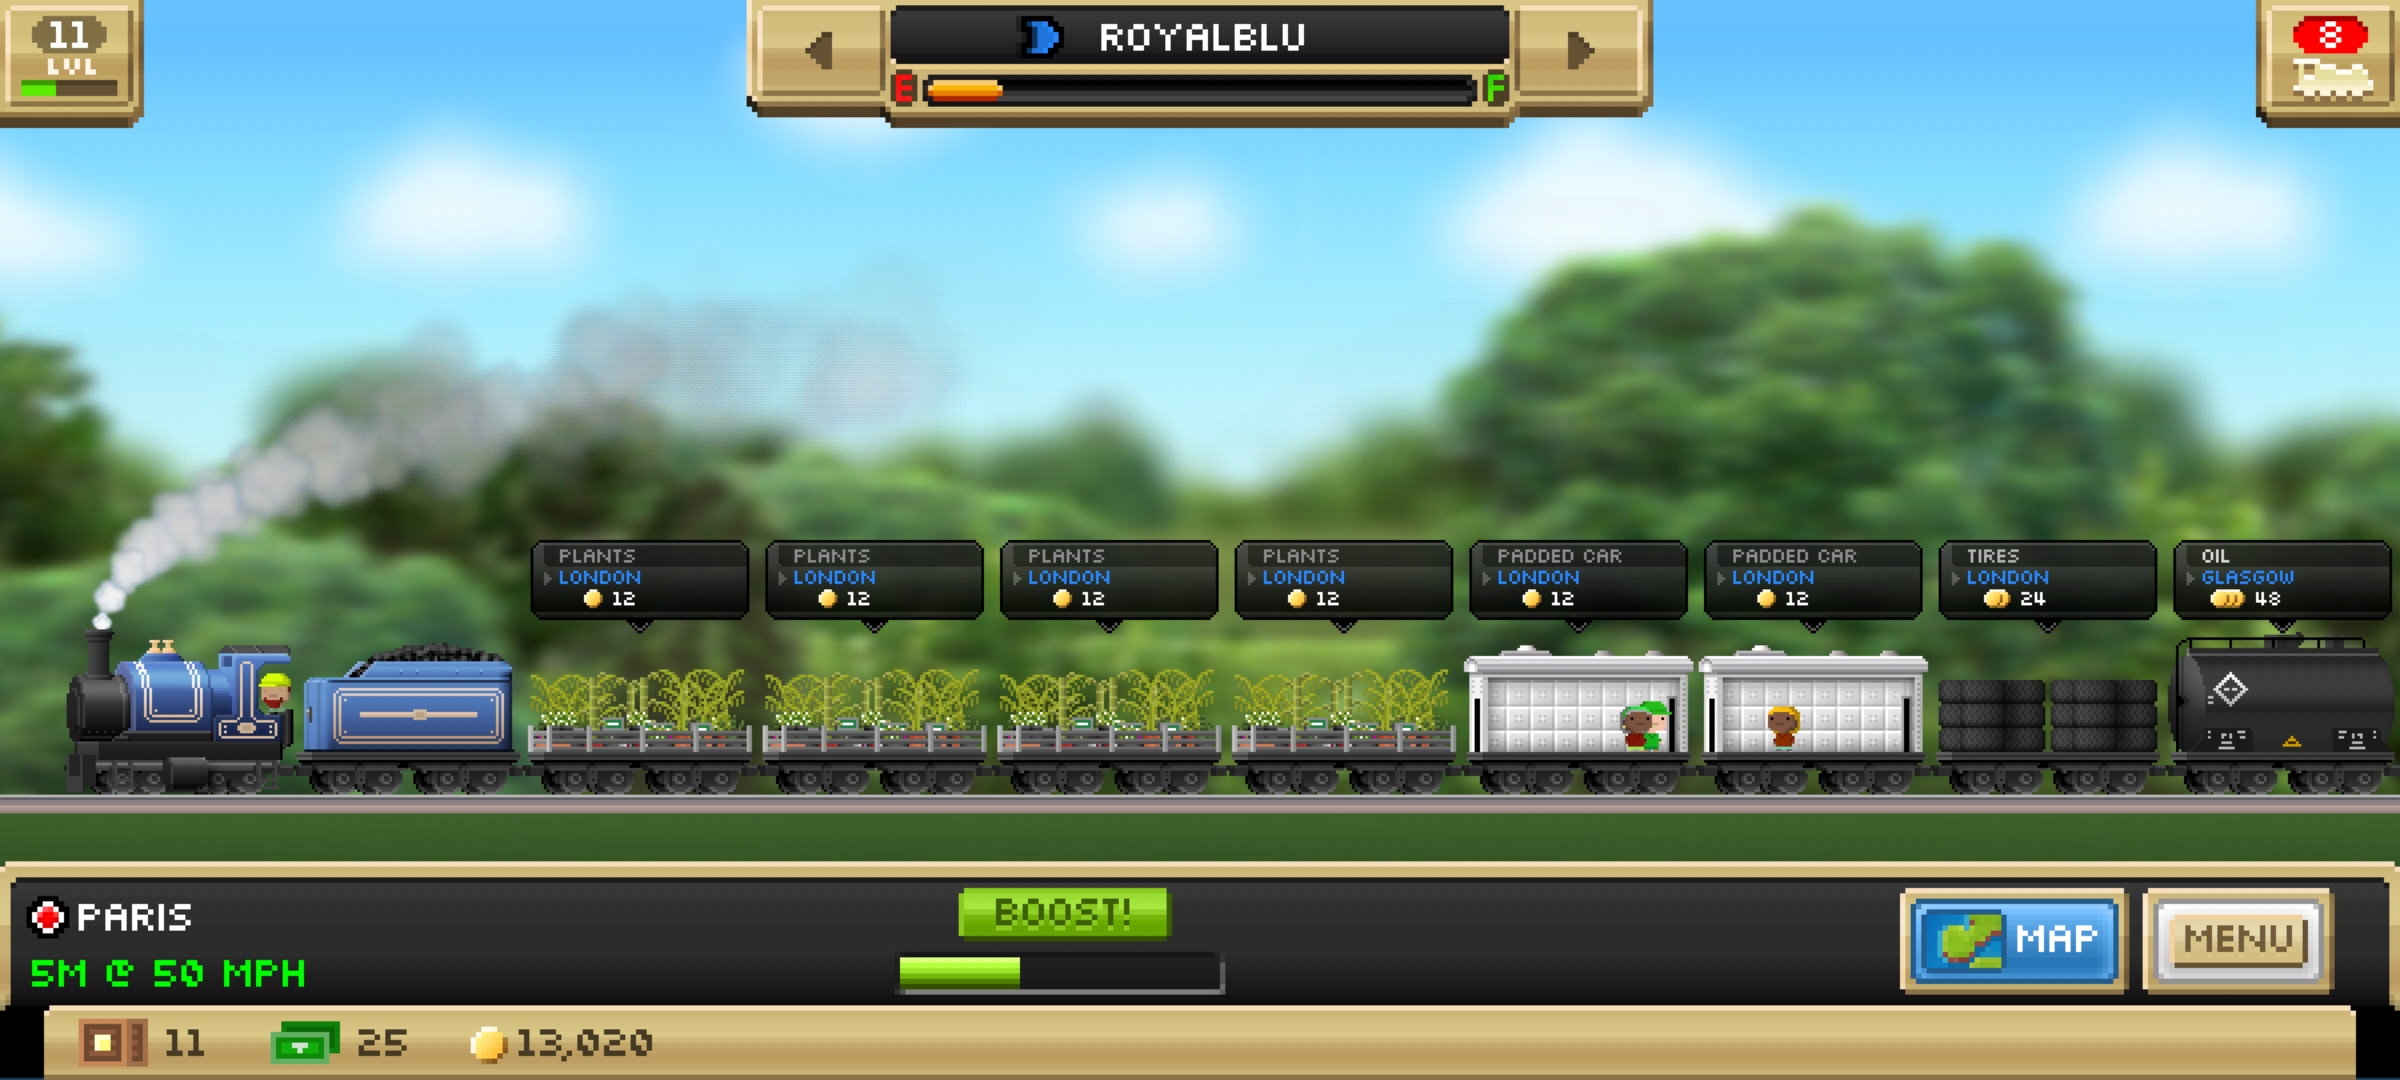 11
LVL
ROYALBLU
E
F
8
PLANTS
LONDON
12
PLANTS
LONDON
12
PLANTS
LONDON
12
PLANTS
LONDON
12
PADDED CAR
LONDON
12
PADDED CAR
LONDON
12
TIRES
LONDON
24
OIL
GLASGOW
48
PARIS
5M @ 50 MPH
BOOST!
MAP
MENU
11
25
13,020